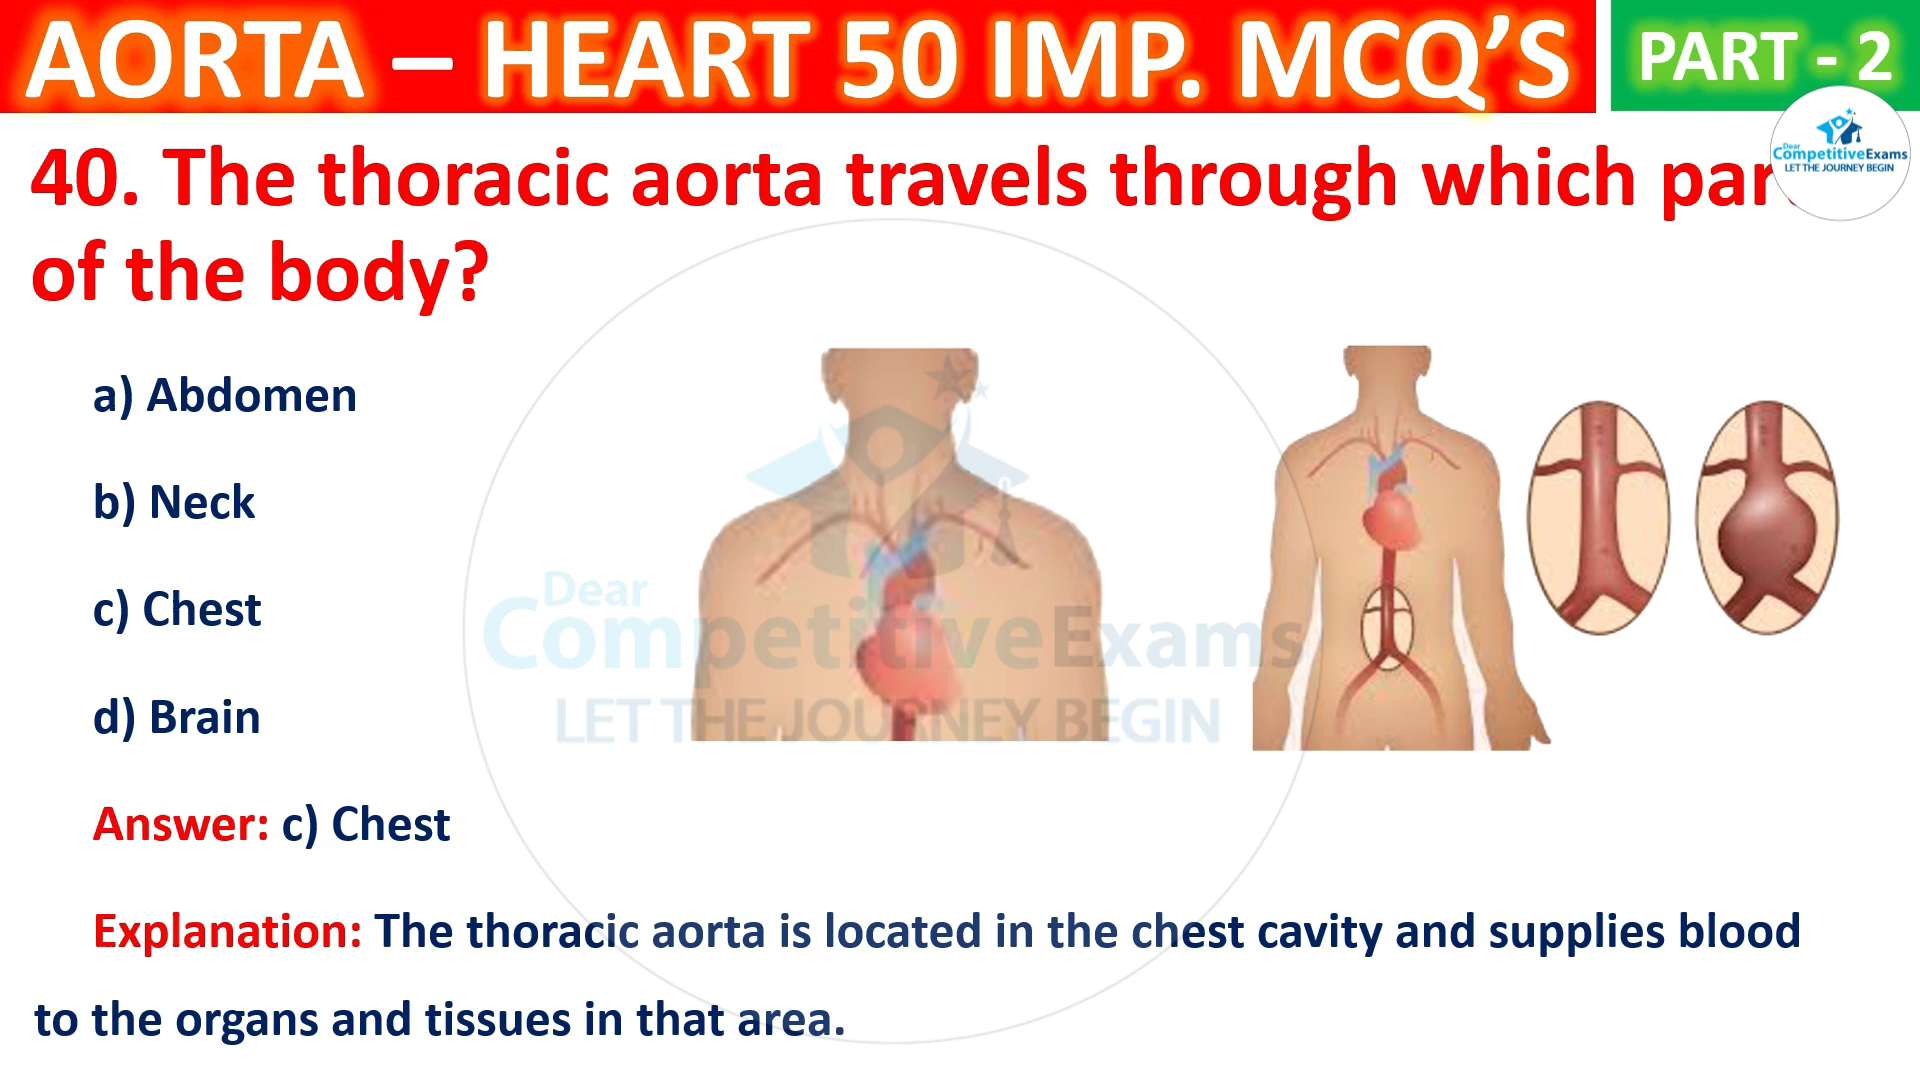 AORTA – HEART 50 IMP. MCQ’S
PART - 2
Dear
CompetitiveExams
LET THE JOURNEY BEGIN
40. The thoracic aorta travels through which par
of the body?
a) Abdomen
b) Neck
c) Chest
d) Brain
Dear
CompetitiveExams
LET THE JOURNEY BEGIN
Answer: c) Chest
Explanation: The thoracic aorta is located in the chest cavity and supplies blood
to the organs and tissues in that area.